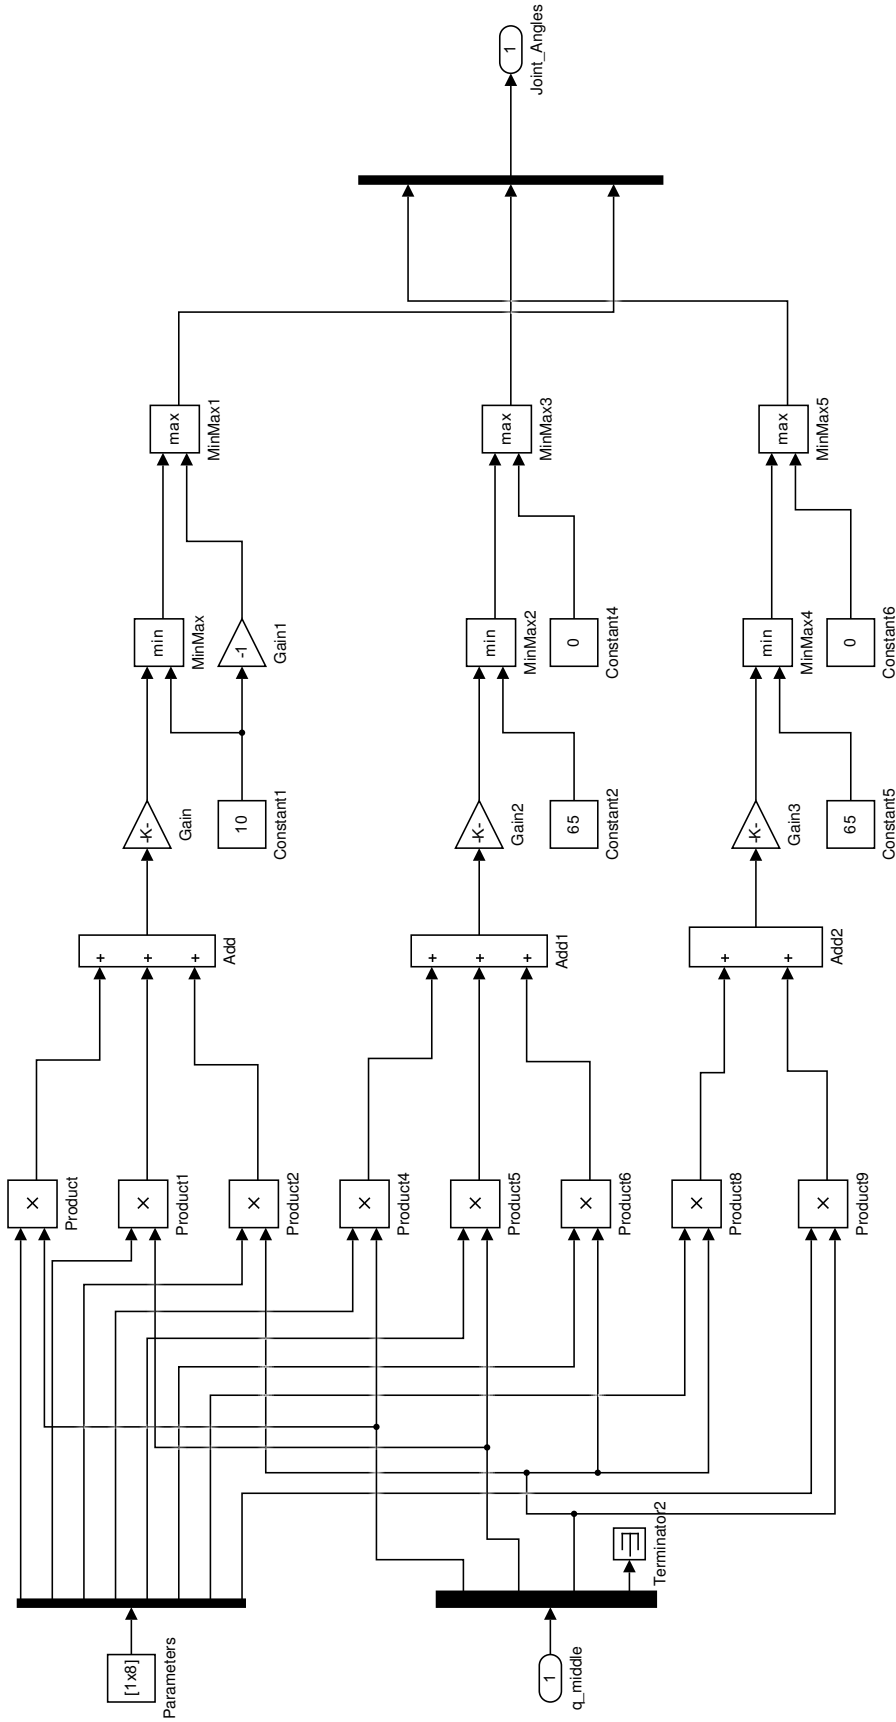 1
Joint_Angles
max
MinMax1
max
MinMax3
max
MinMax5
min
MinMax
-1
Gain1
min
MinMax2
0
Constant4
min
MinMax4
0
Constant6
-K-
Gain
10
Constant1
-K-
Gain2
65
Constant2
-K-
Gain3
65
Constant5
+
+
+
Add
+
+
+
Add1
+
+
Add2
×
Product
×
Product1
×
Product2
×
Product4
×
Product5
×
Product6
×
Product8
×
Product9
[1x8]
Parameters
1
q_middle
Terminator2